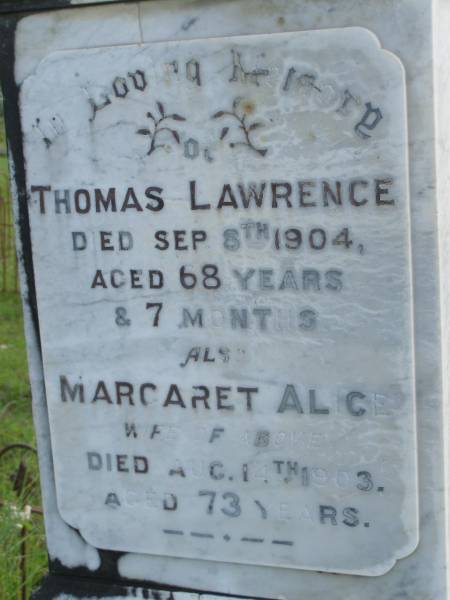 In Loving Memory
of
THOMAS LAWRENCE
DIED SEP 8TH 1904,
AGED 68 YEARS
& 7 MONTHS
ALSO
MARGARET ALICE
WIFE OF ABOVE
DIED AUG. 14TH 1903.
AGED 73 YEARS.